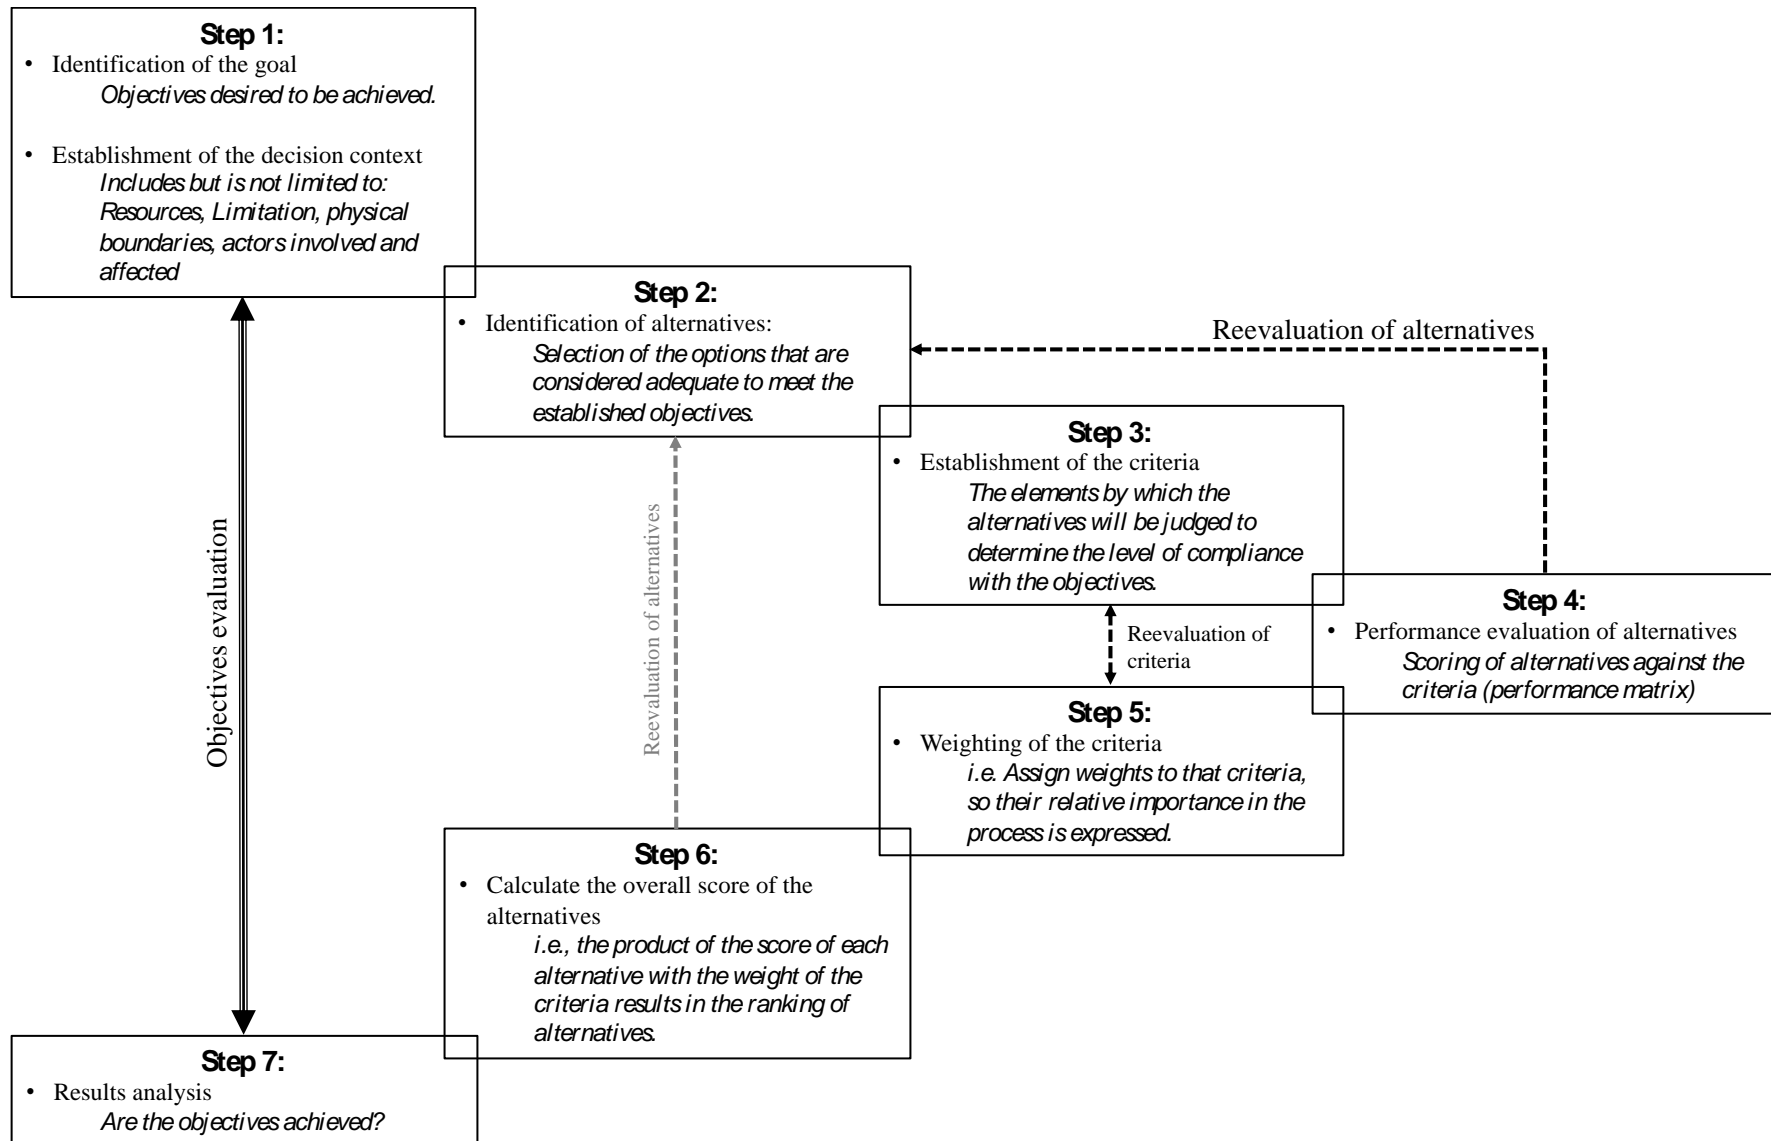 Step 1:
• Identification of the goal
Objectives desired to be achieved.
• Establishment of the decision context
Includes but is not limited to:
Resources, Limitation, physical
boundaries, actors involved and
affected
Step 2:
• Identification of alternatives:
Selection of the options that are
considered adequate to meet the
established objectives.
Reevaluation of alternatives
Step 3:
• Establishment of the criteria
The elements by which the
alternatives will be judged to
determine the level of compliance
with the objectives.
Step 4:
• Performance evaluation of alternatives
Scoring of alternatives against the
criteria (performance matrix)
Reevaluation of
criteria
Step 5:
• Weighting of the criteria
i.e. Assign weights to that criteria,
so their relative importance in the
process is expressed.
Reevaluation of alternatives
Objectives evaluation
Step 6:
• Calculate the overall score of the
alternatives
i.e., the product of the score of each
alternative with the weight of the
criteria results in the ranking of
alternatives.
Step 7:
• Results analysis
Are the objectives achieved?